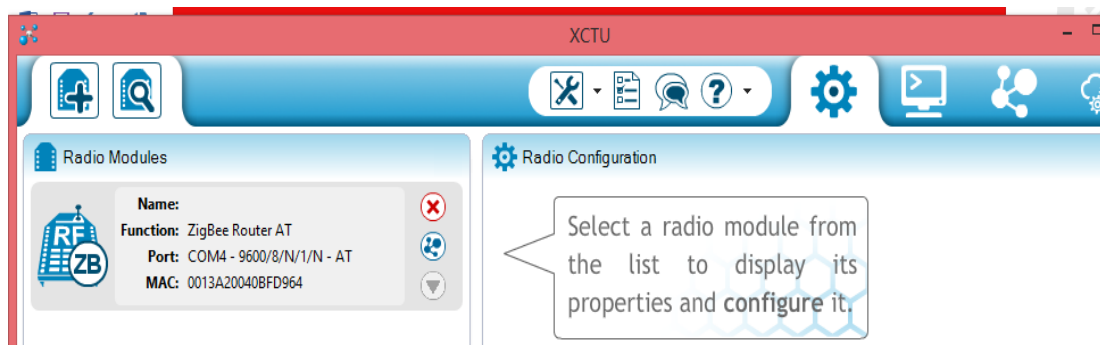 XCTU
Radio Modules
Radio Configuration
Name:
Function: ZigBee Router AT
Port: COM4 - 9600/8/N/1/N - AT
MAC: 0013A20040BFD964
RF
ZB
Select a radio module from
the list to display its
properties and configure it.